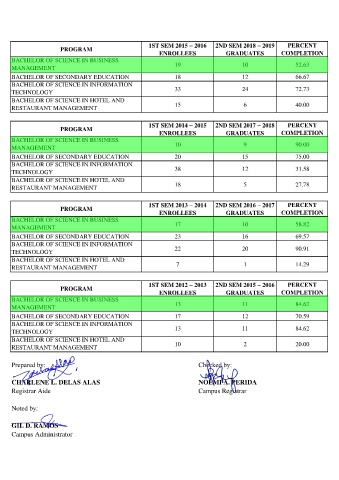 PROGRAM 1ST SEM 2015 – 2016 ENROLLEES 2ND SEM 2018 – 2019 GRADUATES PERCENT COMPLETION
BACHELOR OF SCIENCE IN BUSINESS MANAGEMENT 19 10 52.63
BACHELOR OF SECONDARY EDUCATION 18 12 66.67
BACHELOR OF SCIENCE IN INFORMATION TECHNOLOGY 33 24 72.73
BACHELOR OF SCIENCE IN HOTEL AND RESTAURANT MANAGEMENT 15 6 40.00
PROGRAM 1ST SEM 2014 – 2015 ENROLLEES 2ND SEM 2017 – 2018 GRADUATES PERCENT COMPLETION
BACHELOR OF SCIENCE IN BUSINESS MANAGEMENT 10 9 90.00
BACHELOR OF SECONDARY EDUCATION 20 15 75.00
BACHELOR OF SCIENCE IN INFORMATION TECHNOLOGY 38 12 31.58
BACHELOR OF SCIENCE IN HOTEL AND RESTAURANT MANAGEMENT 18 5 27.78
PROGRAM 1ST SEM 2013 – 2014 ENROLLEES 2ND SEM 2016 – 2017 GRADUATES PERCENT COMPLETION
BACHELOR OF SCIENCE IN BUSINESS MANAGEMENT 17 10 58.82
BACHELOR OF SECONDARY EDUCATION 23 16 69.57
BACHELOR OF SCIENCE IN INFORMATION TECHNOLOGY 22 20 90.91
BACHELOR OF SCIENCE IN HOTEL AND RESTAURANT MANAGEMENT 7 1 14.29
PROGRAM 1ST SEM 2012 – 2013 ENROLLEES 2ND SEM 2015 – 2016 GRADUATES PERCENT COMPLETION
BACHELOR OF SCIENCE IN BUSINESS MANAGEMENT 13 11 84.62
BACHELOR OF SECONDARY EDUCATION 17 12 70.59
BACHELOR OF SCIENCE IN INFORMATION TECHNOLOGY 13 11 84.62
BACHELOR OF SCIENCE IN HOTEL AND RESTAURANT MANAGEMENT 10 2 20.00
Prepared by: Checked by:
CHARLENE L. DELAS ALAS
Registrar Aide Campus Registrar
Noted by:
GIL D. RAMOS
Campus Administrator